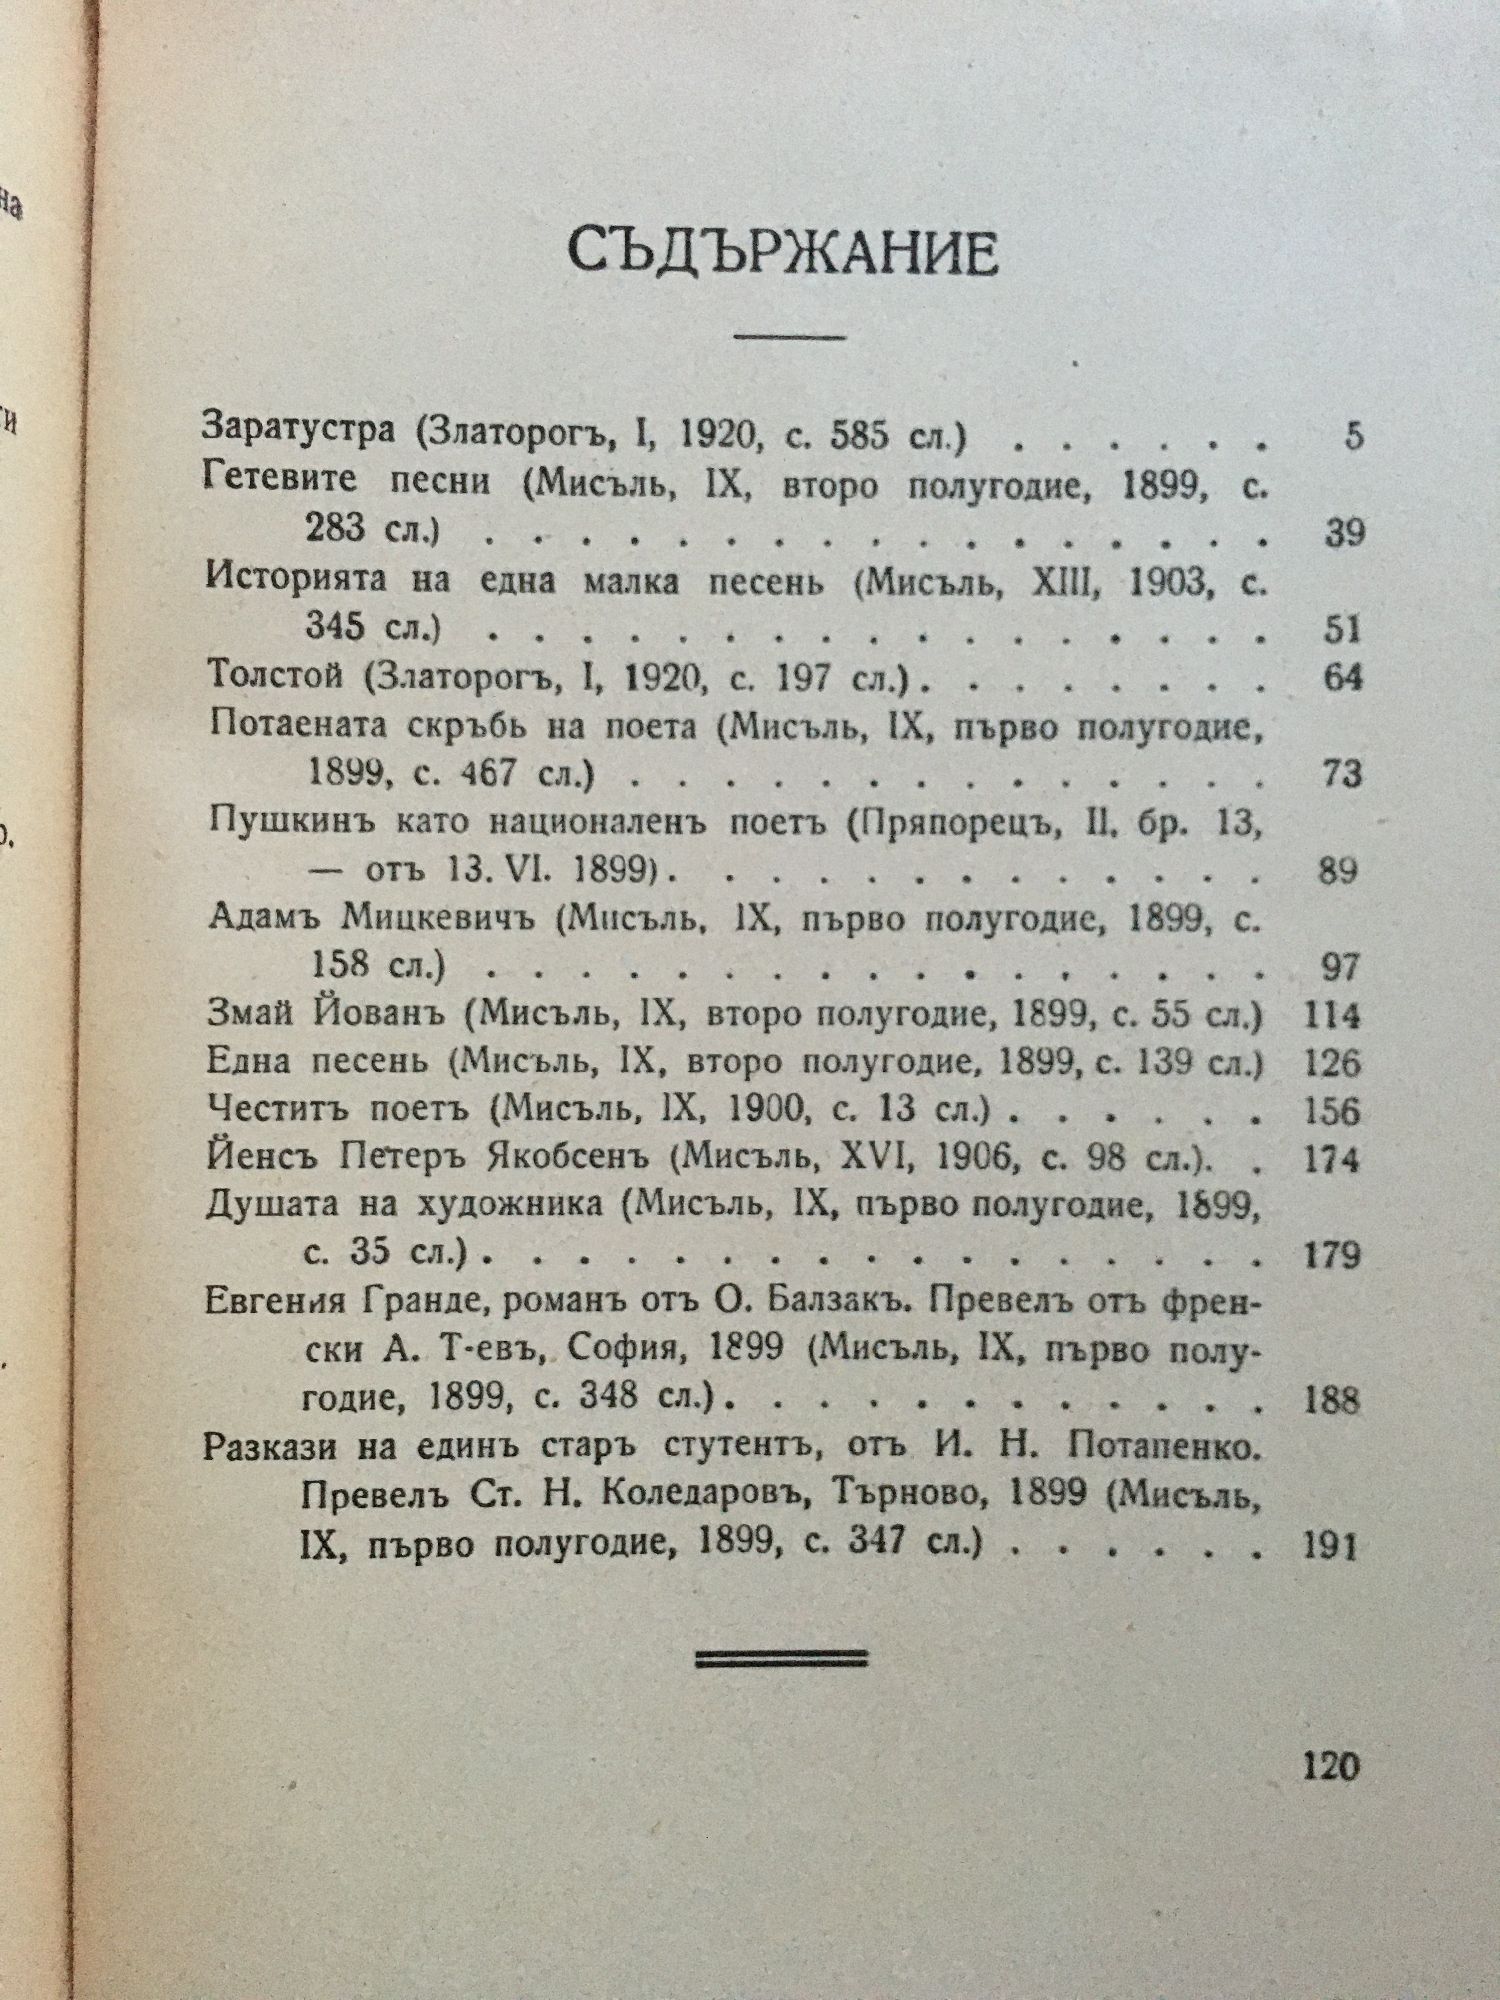 СЪДЪРЖАНИЕ
Заратустра (Златорогъ, I, 1920, с. 585 сл.) . . . . . . 5
Гетевите песни (Мисъль, IX, второ полугодие, 1899, с.
283 сл.) . . . . . . . . . . . . . . . . . 39
Историята на една малка песень (Мисъль, XIII, 1903, с.
345 сл.) . . . . . . . . . . . . . . . . . 51
Толстой (Златорогъ, I, 1920, с. 197 сл.) . . . . . . . . 64
Потаената скръбь на поета (Мисъль, IX, първо полугодие,
1899, с. 467 сл.) . . . . . . . . . . . . . . 73
Пушкинъ като националенъ поетъ (Пряпорецъ, II. бр. 13,
— отъ 13. VI. 1899) . . . . . . . . . . . . . 89
Адамъ Мицкевичъ (Мисъль, IX, първо полугодие, 1899, с.
158 сл.) . . . . . . . . . . . . . . . . . 97
Змай Йованъ (Мисъль, IX, второ полугодие, 1899, с. 55 сл.) 114
Една песень (Мисъль, IX, второ полугодие, 1899, с. 139 сл.) 126
Честитъ поетъ (Мисъль, IX, 1900, с. 13 сл.) . . . . . . 156
Йенсъ Петеръ Якобсенъ (Мисъль, XVI, 1906, с. 98 сл.). . 174
Душата на художника (Мисъль, IX, първо полугодие, 1899,
с. 35 сл.) . . . . . . . . . . . . . . . . . 179
Евгения Гранде, романъ отъ О. Балзакъ. Превелъ отъ френ-
ски А. Т-евъ, София, 1899 (Мисъль, IX, първо полу-
годие, 1899, с. 348 сл.) . . . . . . . . . . . . 188
Разкази на единъ старъ стутентъ, отъ И. Н. Потапенко.
Превелъ Ст. Н. Коледаровъ, Търново, 1899 (Мисъль,
IX, първо полугодие, 1899, с. 347 сл.) . . . . . . 191
120